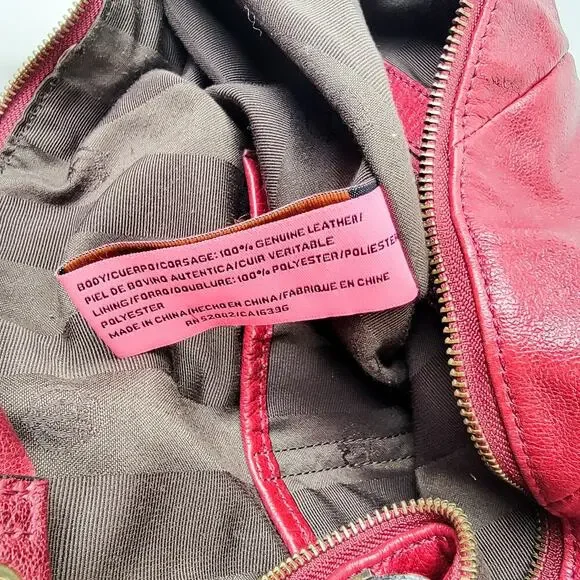 BODY/CUERPO/CORSAGE: 100% GENUINE LEATHER/
PIEL DE BOVINO AUTENTICA/CUIR VERITABLE
LINING/FORRO/DOUBLURE: 100% POLYESTER/POLIESTER
POLYESTER
MADE IN CHINA/HECHO EN CHINA/FABRIQUE EN CHINE
RN52002/CA16396